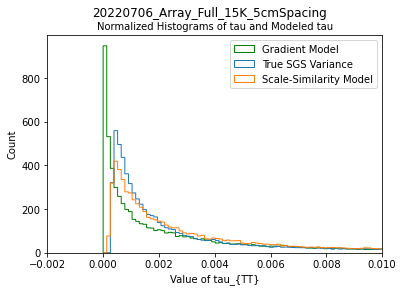 20220706_Array_Full_15K_5cmSpacing
Normalized Histograms of tau and Modeled tau
Gradient Model
True SGS Variance
Scale-Similarity Model
Count
800
600
400
200
0
−0.002 0.000 0.002 0.004 0.006 0.008 0.010
Value of tau_{TT}